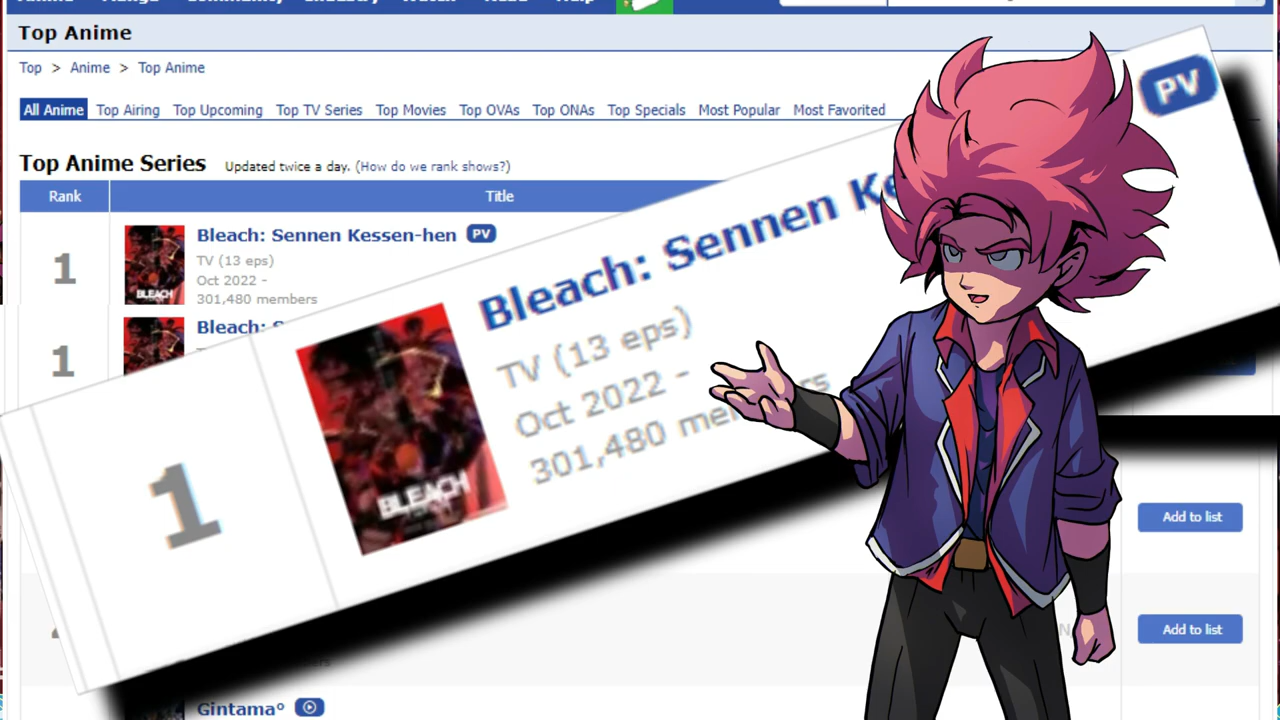 Top Anime
Top > Anime > Top Anime
All Anime Top Airing Top Upcoming Top TV Series Top Movies Top OVAs Top ONAs Top Specials Most Popular Most Favorited
Top Anime Series Updated twice a day. (How do we rank shows?)
Rank Title
1 Bleach: Sennen Kessen-hen PV
TV (13 eps)
Oct 2022 -
301,480 members
1 Bleach:
PV
1 Bleach: Sennen
TV (13 eps)
Oct 2022 -
301,480
BLEACH
BLEACH
Add to list
Add to list
Gintama°